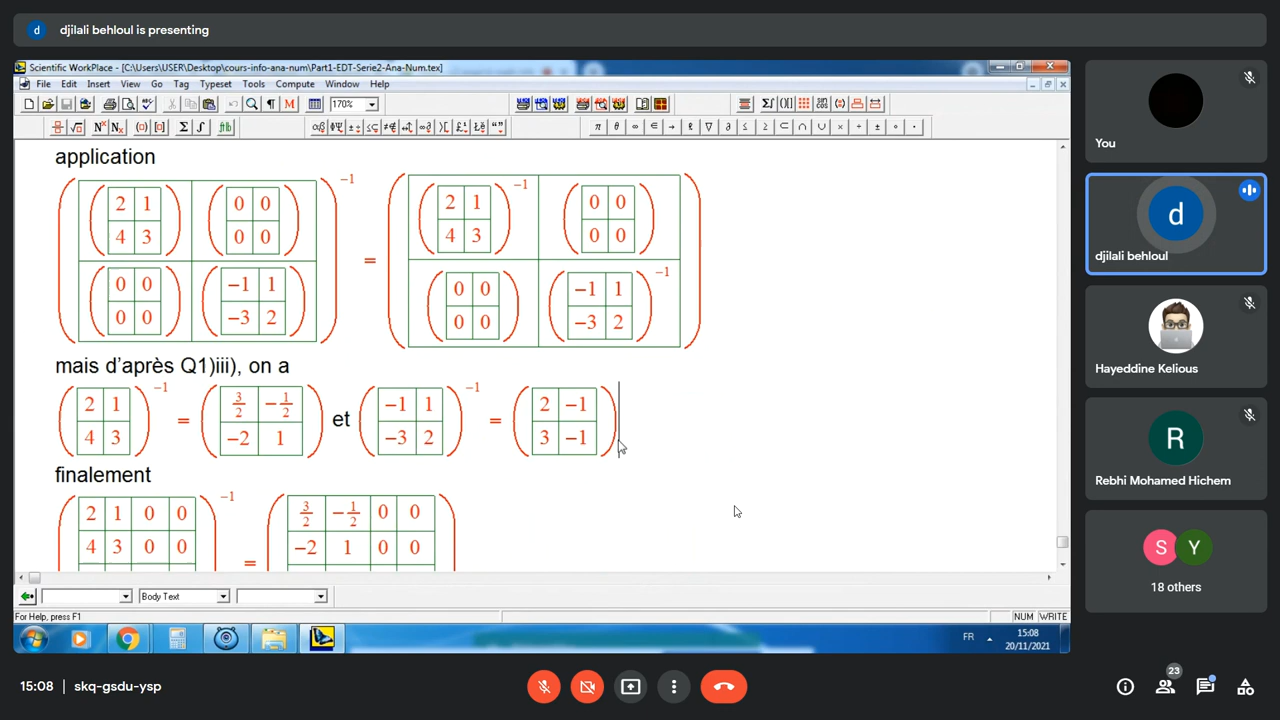 d djilali behloul is presenting
Scientific WorkPlace - [C:\Users\USER\Desktop\cours-info-ana-num\Part1-EDT-Serie2-Ana-Num.tex]
File Edit Insert View Go Tag Typeset Tools Compute Window Help
170%
application
( ( 2 1 ) ( 0 0 ) )^-1 ( ( 2 1 )^-1 ( 0 0 ) )
( ( 4 3 ) ( 0 0 ) ) = ( ( 4 3 ) ( 0 0 ) )
( ( 0 0 ) ( −1 1 ) ) ( ( 0 0 ) ( −1 1 )^-1 )
( ( 0 0 ) ( −3 2 ) ) ( ( 0 0 ) ( −3 2 ) )
mais d'après Q1)iii), on a
( 2 1 )^-1 = ( 3/2 −1/2 ) et ( −1 1 )^-1 = ( 2 −1 )
( 4 3 ) ( −2 1 ) ( −3 2 ) ( 3 −1 )
finalement
( 2 1 0 0 )^-1 ( 3/2 −1/2 0 0 )
( 4 3 0 0 ) = ( −2 1 0 0 )
Body Text
For Help, press F1
NUM WRITE
FR
15:08
20/11/2021
You
d
djilali behloul
Hayeddine Kelious
R
Rebhi Mohamed Hichem
S Y
18 others
15:08 | skq-gsdu-ysp
23